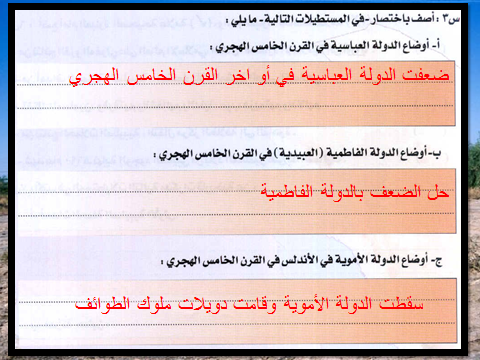 س٣ : أصف باختصار - في المستطيلات التالية - ما يلي :
أ- أوضاع الدولة العباسية في القرن الخامس الهجري :
ضعفت الدولة العباسية في أو اخر القرن الخامس الهجري
ب- أوضاع الدولة الفاطمية (العبيدية) في القرن الخامس الهجري :
حل الضعف بالدولة الفاطمية
ج- أوضاع الدولة الأموية في الأندلس في القرن الخامس الهجري :
سقطت الدولة الأموية وقامت دويلات ملوك الطوائف